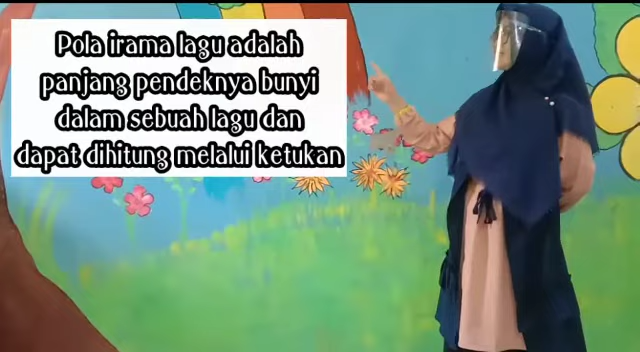 Pola irama lagu adalah
panjang pendeknya bunyi
dalam sebuah lagu dan
dapat dihitung melalui ketukan